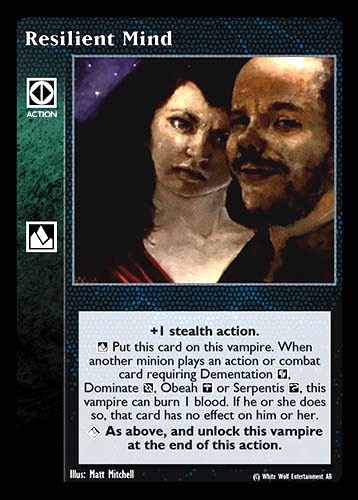 Resilient Mind
ACTION
+1 stealth action.
Put this card on this vampire. When
another minion plays an action or combat
card requiring Dementation ,
Dominate , Obeah or Serpentis , this
vampire can burn 1 blood. If he or she does
so, that card has no effect on him or her.
As above, and unlock this vampire
at the end of this action.
Illus: Matt Mitchell
(C) White Wolf Entertainment AB